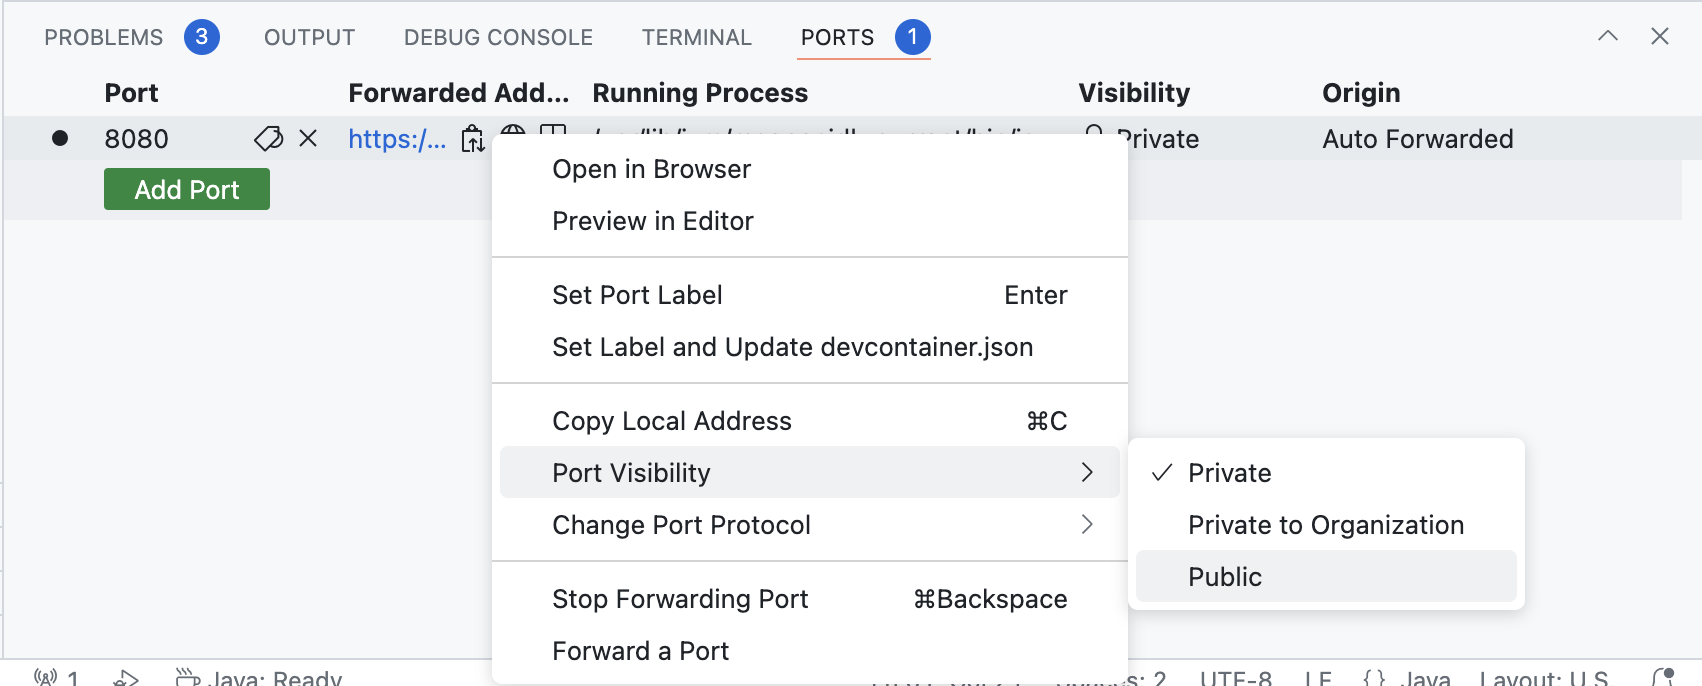 PROBLEMS 3 OUTPUT DEBUG CONSOLE TERMINAL PORTS 1
Port Forwarded Add... Running Process Visibility Origin
8080 https:/... Private Auto Forwarded
Add Port
Open in Browser
Preview in Editor
Set Port Label Enter
Set Label and Update devcontainer.json
Copy Local Address ⌘C
Port Visibility
Change Port Protocol
Stop Forwarding Port ⌘Backspace
Forward a Port
Private
Private to Organization
Public
1 Java: Ready 2 UTF-8 LF {} Java Layout: U.S.